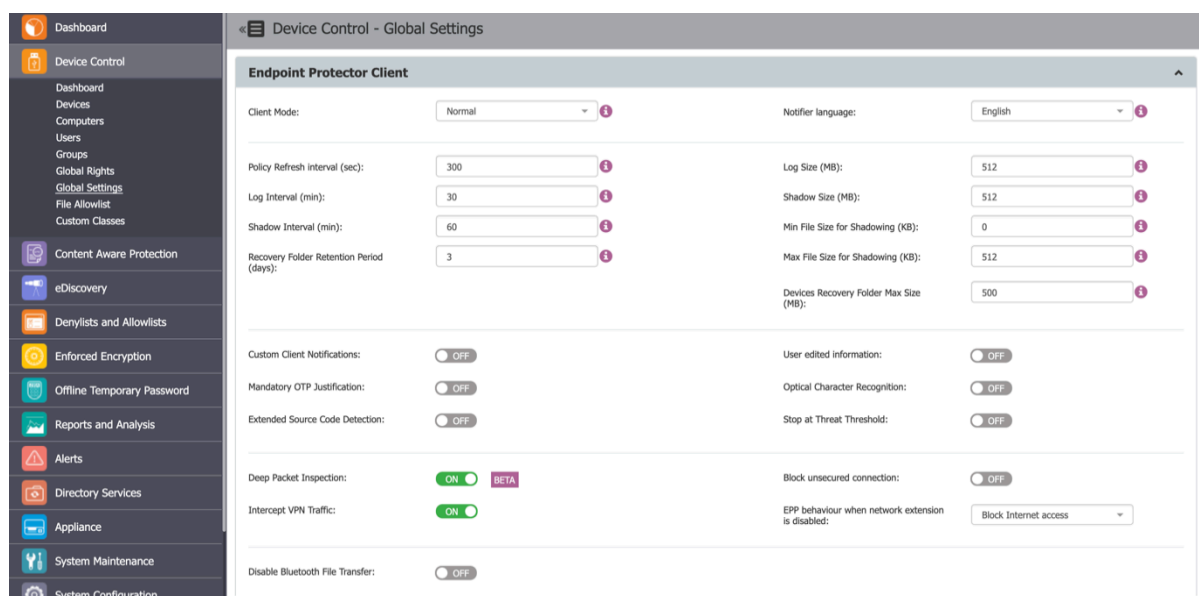 Dashboard
Device Control
Dashboard
Devices
Computers
Users
Groups
Global Rights
Global Settings
File Allowlist
Custom Classes
Content Aware Protection
eDiscovery
Denylists and Allowlists
Enforced Encryption
Offline Temporary Password
Reports and Analysis
Alerts
Directory Services
Appliance
System Maintenance
System Configuration
Device Control - Global Settings
Endpoint Protector Client
Client Mode: Normal
Notifier language: English
Policy Refresh interval (sec): 300
Log Size (MB): 512
Log Interval (min): 30
Shadow Size (MB): 512
Shadow Interval (min): 60
Min File Size for Shadowing (KB): 0
Recovery Folder Retention Period
(days): 3
Max File Size for Shadowing (KB): 512
Devices Recovery Folder Max Size
(MB): 500
Custom Client Notifications: OFF
User edited information: OFF
Mandatory OTP Justification: OFF
Optical Character Recognition: OFF
Extended Source Code Detection: OFF
Stop at Threat Threshold: OFF
Deep Packet Inspection: ON BETA
Block unsecured connection: OFF
Intercept VPN Traffic: ON
EPP behaviour when network extension
is disabled: Block Internet access
Disable Bluetooth File Transfer: OFF